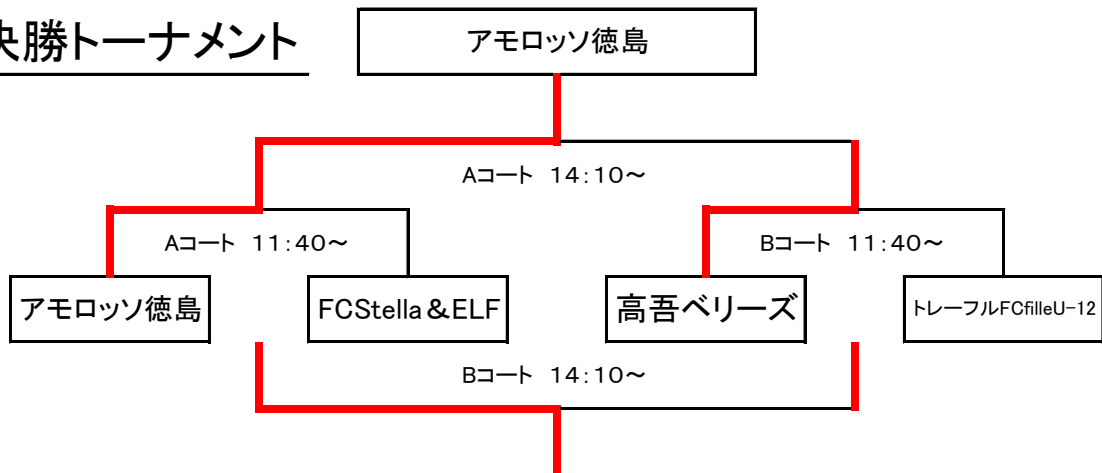 決勝トーナメント
アモロッソ徳島
Aコート 14:10～
Aコート 11:40～
Bコート 11:40～
アモロッソ徳島
FCStella&ELF
高吾ベリーズ
トレーフルFCfilleU-12
Bコート 14:10～